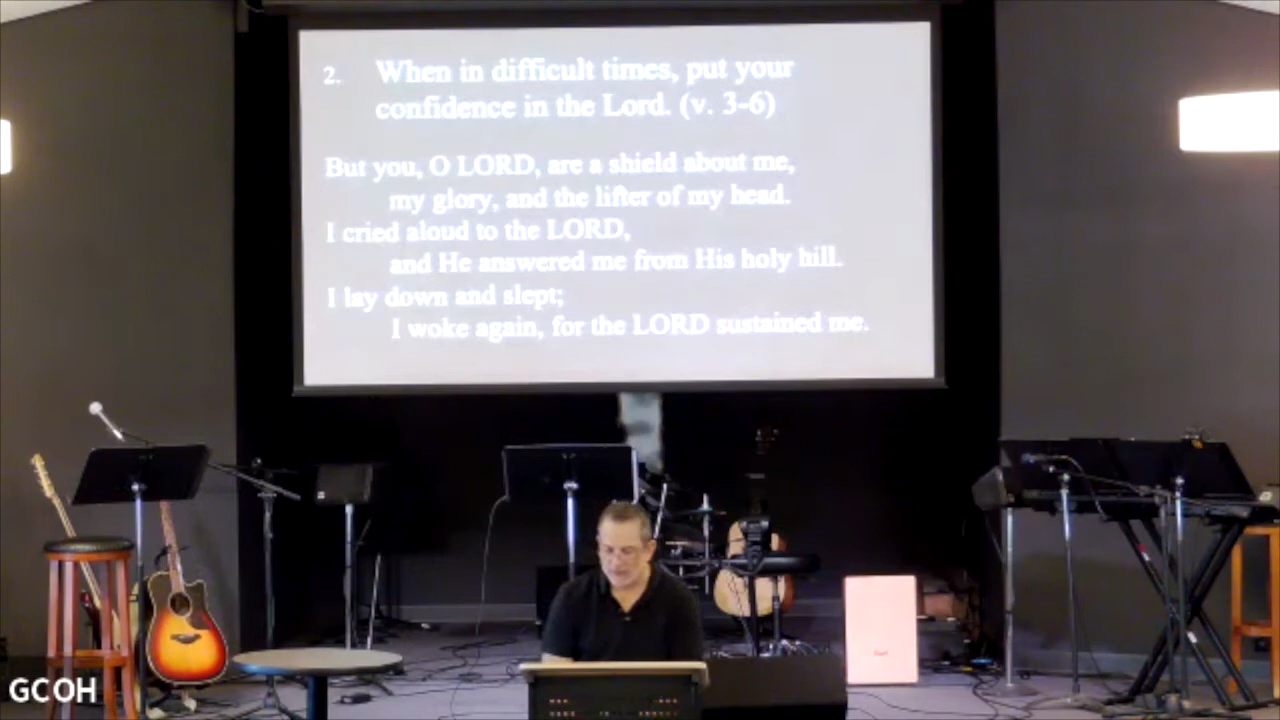 2. When in difficult times, put your
confidence in the Lord. (v. 3-6)
But you, O LORD, are a shield about me,
my glory, and the lifter of my head.
I cried aloud to the LORD,
and He answered me from His holy hill.
I lay down and slept;
I woke again, for the LORD sustained me.
GCOH